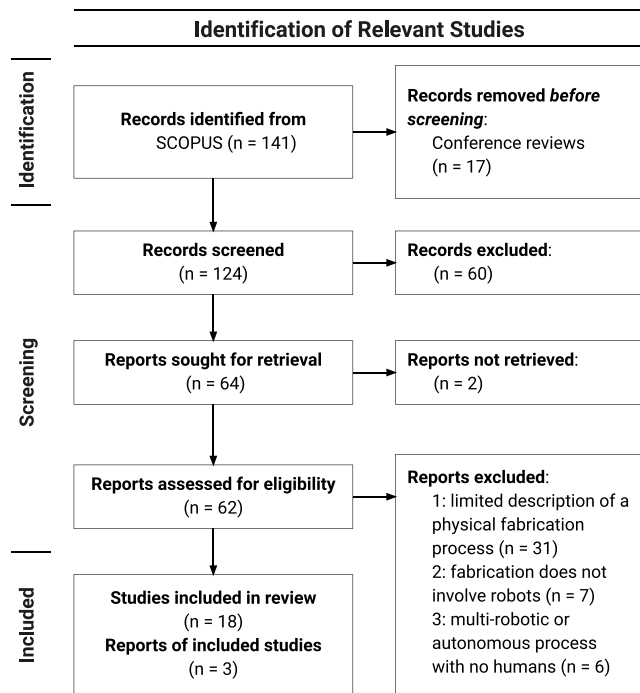 Identification of Relevant Studies
Identification
Records identified from
SCOPUS (n = 141)
Records removed before
screening:
Conference reviews
(n = 17)
Screening
Records screened
(n = 124)
Records excluded:
(n = 60)
Reports sought for retrieval
(n = 64)
Reports not retrieved:
(n = 2)
Reports assessed for eligibility
(n = 62)
Reports excluded:
1: limited description of a
physical fabrication
process (n = 31)
2: fabrication does not
involve robots (n = 7)
3: multi-robotic or
autonomous process
with no humans (n = 6)
Included
Studies included in review
(n = 18)
Reports of included studies
(n = 3)